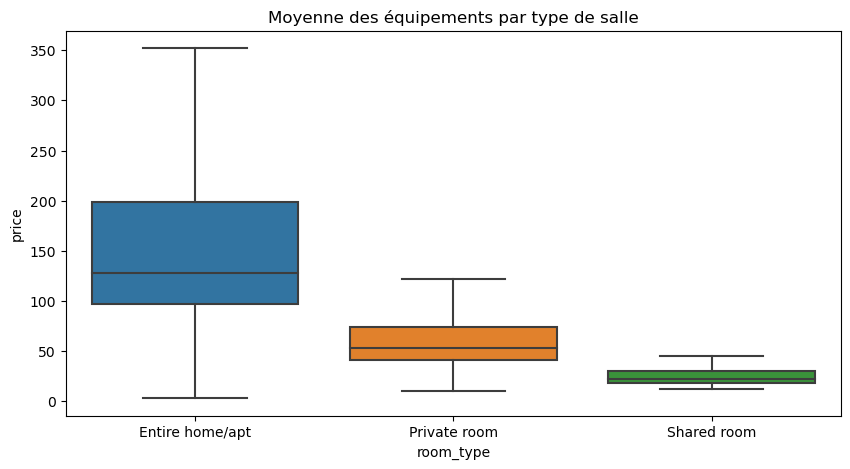 Moyenne des équipements par type de salle
350
300
250
200
150
100
50
0
price
Entire home/apt
Private room
Shared room
room_type